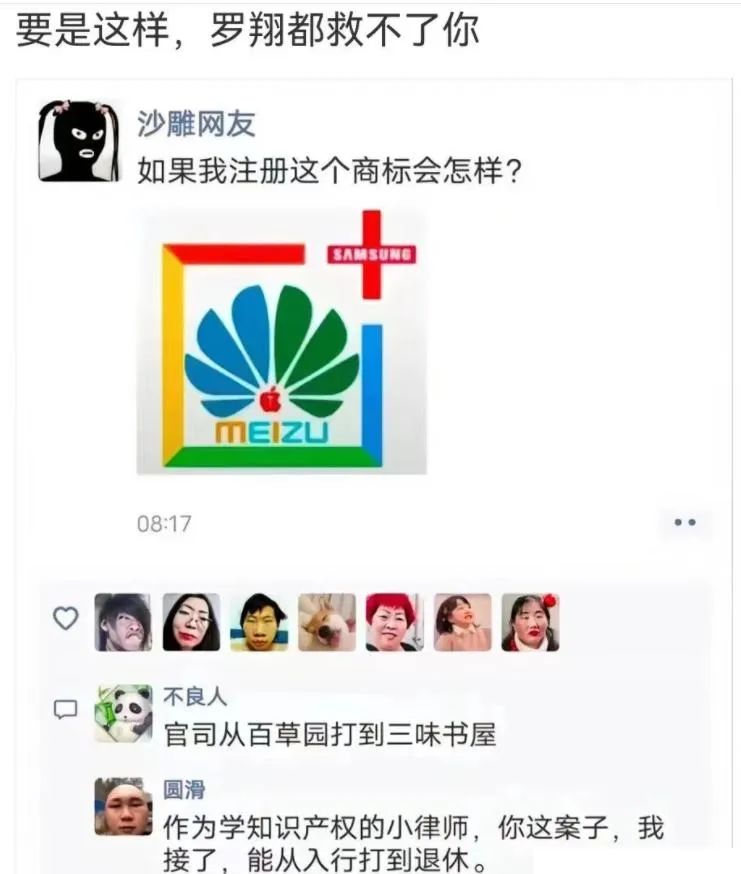 要是这样，罗翔都救不了你
沙雕网友
如果我注册这个商标会怎样？
SAMSUNG
MEIZU
08:17
不良人
官司从百草园打到三味书屋
圆滑
作为学知识产权的小律师，你这案子，我
接了，能从入行打到退休。